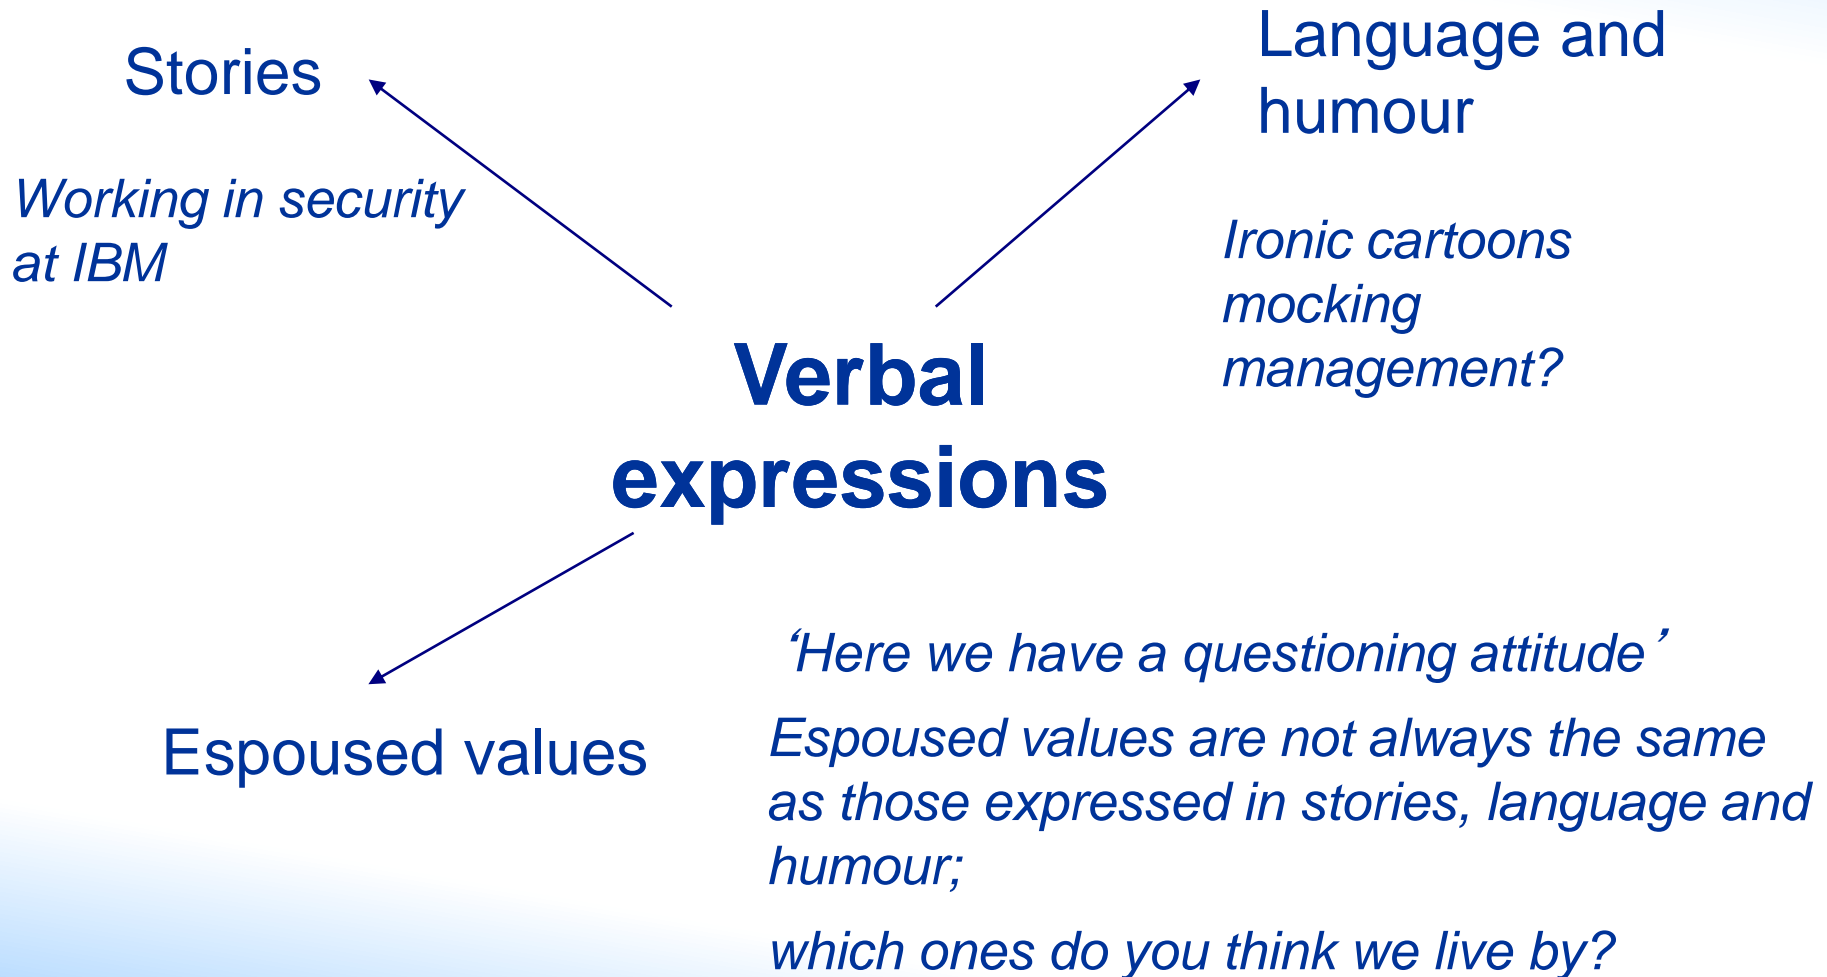 Stories
Working in security
at IBM
Language and
humour
Ironic cartoons
mocking
management?
Verbal
expressions
Espoused values
‘Here we have a questioning attitude’
Espoused values are not always the same
as those expressed in stories, language and
humour;
which ones do you think we live by?